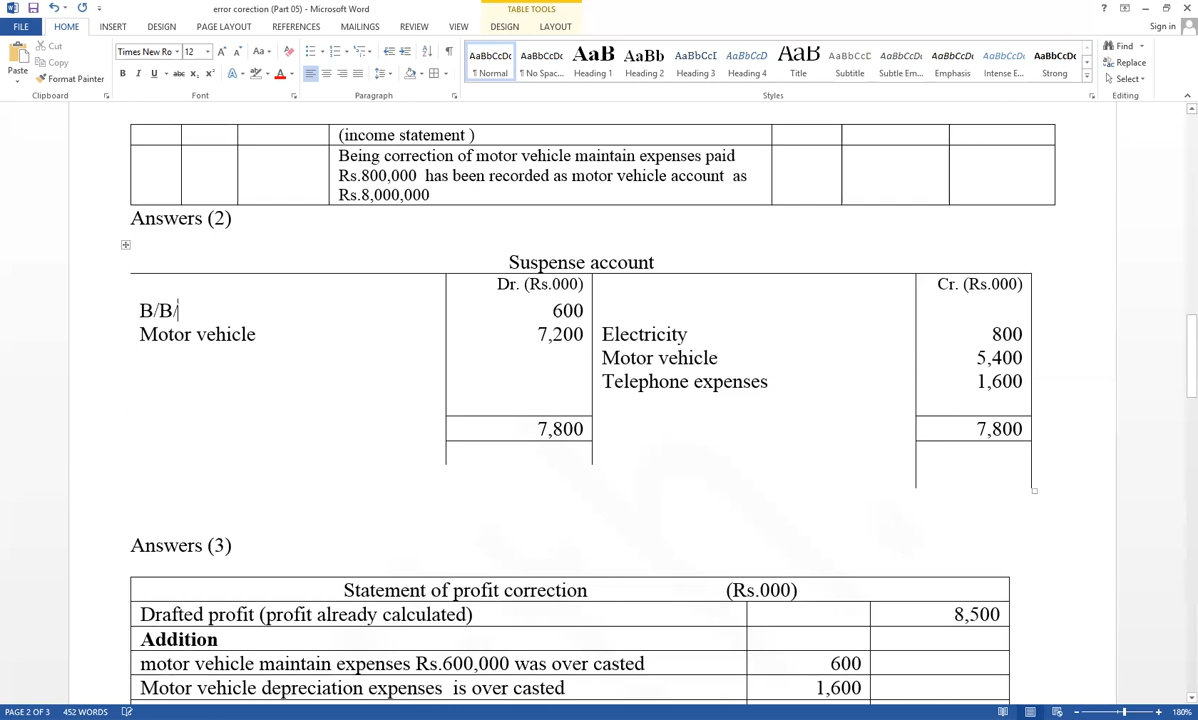 error corection (Part 05) - Microsoft Word
TABLE TOOLS
FILE HOME INSERT DESIGN PAGE LAYOUT REFERENCES MAILINGS REVIEW VIEW DESIGN LAYOUT
Sign in
Paste
Cut
Copy
Format Painter
Times New Ro 12
AaBbCcDc AaBbCcDc AaB AaBb AaBbCcI AaBbCcD AaB AaBbCcD AaBbCcDt AaBbCcDt AaBbCcDt AaBbCcDc
¶ Normal ¶ No Spac... Heading 1 Heading 2 Heading 3 Heading 4 Title Subtitle Subtle Em... Emphasis Intense E... Strong
Find
Replace
Select
Clipboard Font Paragraph Styles Editing
(income statement )
Being correction of motor vehicle maintain expenses paid
Rs.800,000 has been recorded as motor vehicle account as
Rs.8,000,000
Answers (2)
Suspense account
Dr. (Rs.000) Cr. (Rs.000)
B/B/ 600
Motor vehicle 7,200 Electricity 800
Motor vehicle 5,400
Telephone expenses 1,600
7,800 7,800
Answers (3)
Statement of profit correction (Rs.000)
Drafted profit (profit already calculated) 8,500
Addition
motor vehicle maintain expenses Rs.600,000 was over casted 600
Motor vehicle depreciation expenses is over casted 1,600
PAGE 2 OF 3 452 WORDS 180%